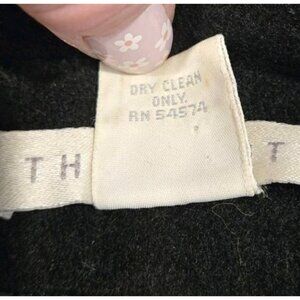 DRY CLEAN
ONLY.
RN 54574
TH T